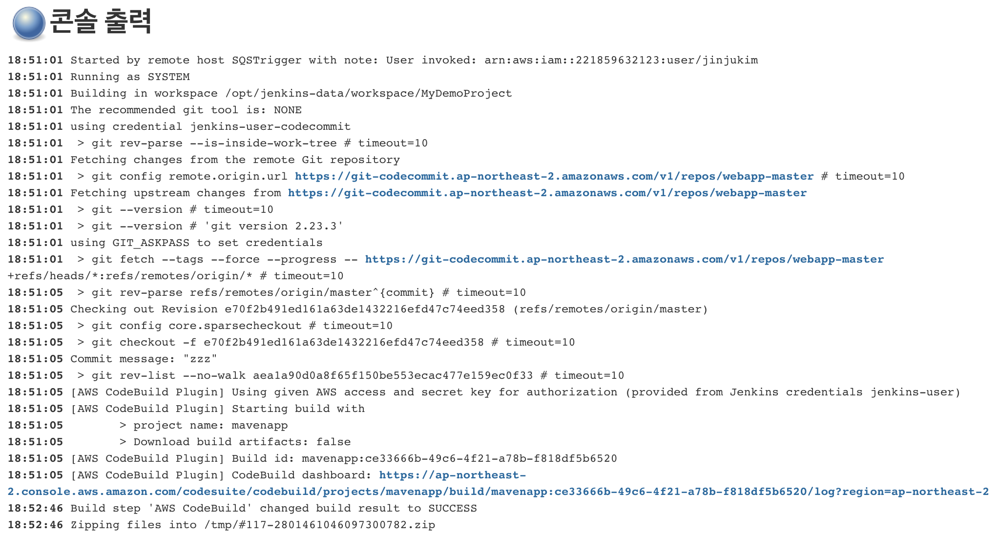 콘솔 출력
18:51:01 Started by remote host SQSTrigger with note: User invoked: arn:aws:iam::221859632123:user/jinjukim
18:51:01 Running as SYSTEM
18:51:01 Building in workspace /opt/jenkins-data/workspace/MyDemoProject
18:51:01 The recommended git tool is: NONE
18:51:01 using credential jenkins-user-codecommit
18:51:01  > git rev-parse --is-inside-work-tree # timeout=10
18:51:01 Fetching changes from the remote Git repository
18:51:01  > git config remote.origin.url https://git-codecommit.ap-northeast-2.amazonaws.com/v1/repos/webapp-master # timeout=10
18:51:01 Fetching upstream changes from https://git-codecommit.ap-northeast-2.amazonaws.com/v1/repos/webapp-master
18:51:01  > git --version # timeout=10
18:51:01  > git --version # 'git version 2.23.3'
18:51:01 using GIT_ASKPASS to set credentials
18:51:01  > git fetch --tags --force --progress -- https://git-codecommit.ap-northeast-2.amazonaws.com/v1/repos/webapp-master
+refs/heads/*:refs/remotes/origin/* # timeout=10
18:51:05  > git rev-parse refs/remotes/origin/master^{commit} # timeout=10
18:51:05 Checking out Revision e70f2b491ed161a63de1432216efd47c74eed358 (refs/remotes/origin/master)
18:51:05  > git config core.sparsecheckout # timeout=10
18:51:05  > git checkout -f e70f2b491ed161a63de1432216efd47c74eed358 # timeout=10
18:51:05 Commit message: "zzz"
18:51:05  > git rev-list --no-walk aea1a90d0a8f65f150be553ecac477e159ec0f33 # timeout=10
18:51:05 [AWS CodeBuild Plugin] Using given AWS access and secret key for authorization (provided from Jenkins credentials jenkins-user)
18:51:05 [AWS CodeBuild Plugin] Starting build with
18:51:05        > project name: mavenapp
18:51:05        > Download build artifacts: false
18:51:05 [AWS CodeBuild Plugin] Build id: mavenapp:ce33666b-49c6-4f21-a78b-f818df5b6520
18:51:05 [AWS CodeBuild Plugin] CodeBuild dashboard: https://ap-northeast-
2.console.aws.amazon.com/codesuite/codebuild/projects/mavenapp/build/mavenapp:ce33666b-49c6-4f21-a78b-f818df5b6520/log?region=ap-northeast-2
18:52:46 Build step 'AWS CodeBuild' changed build result to SUCCESS
18:52:46 Zipping files into /tmp/#117-2801461046097300782.zip